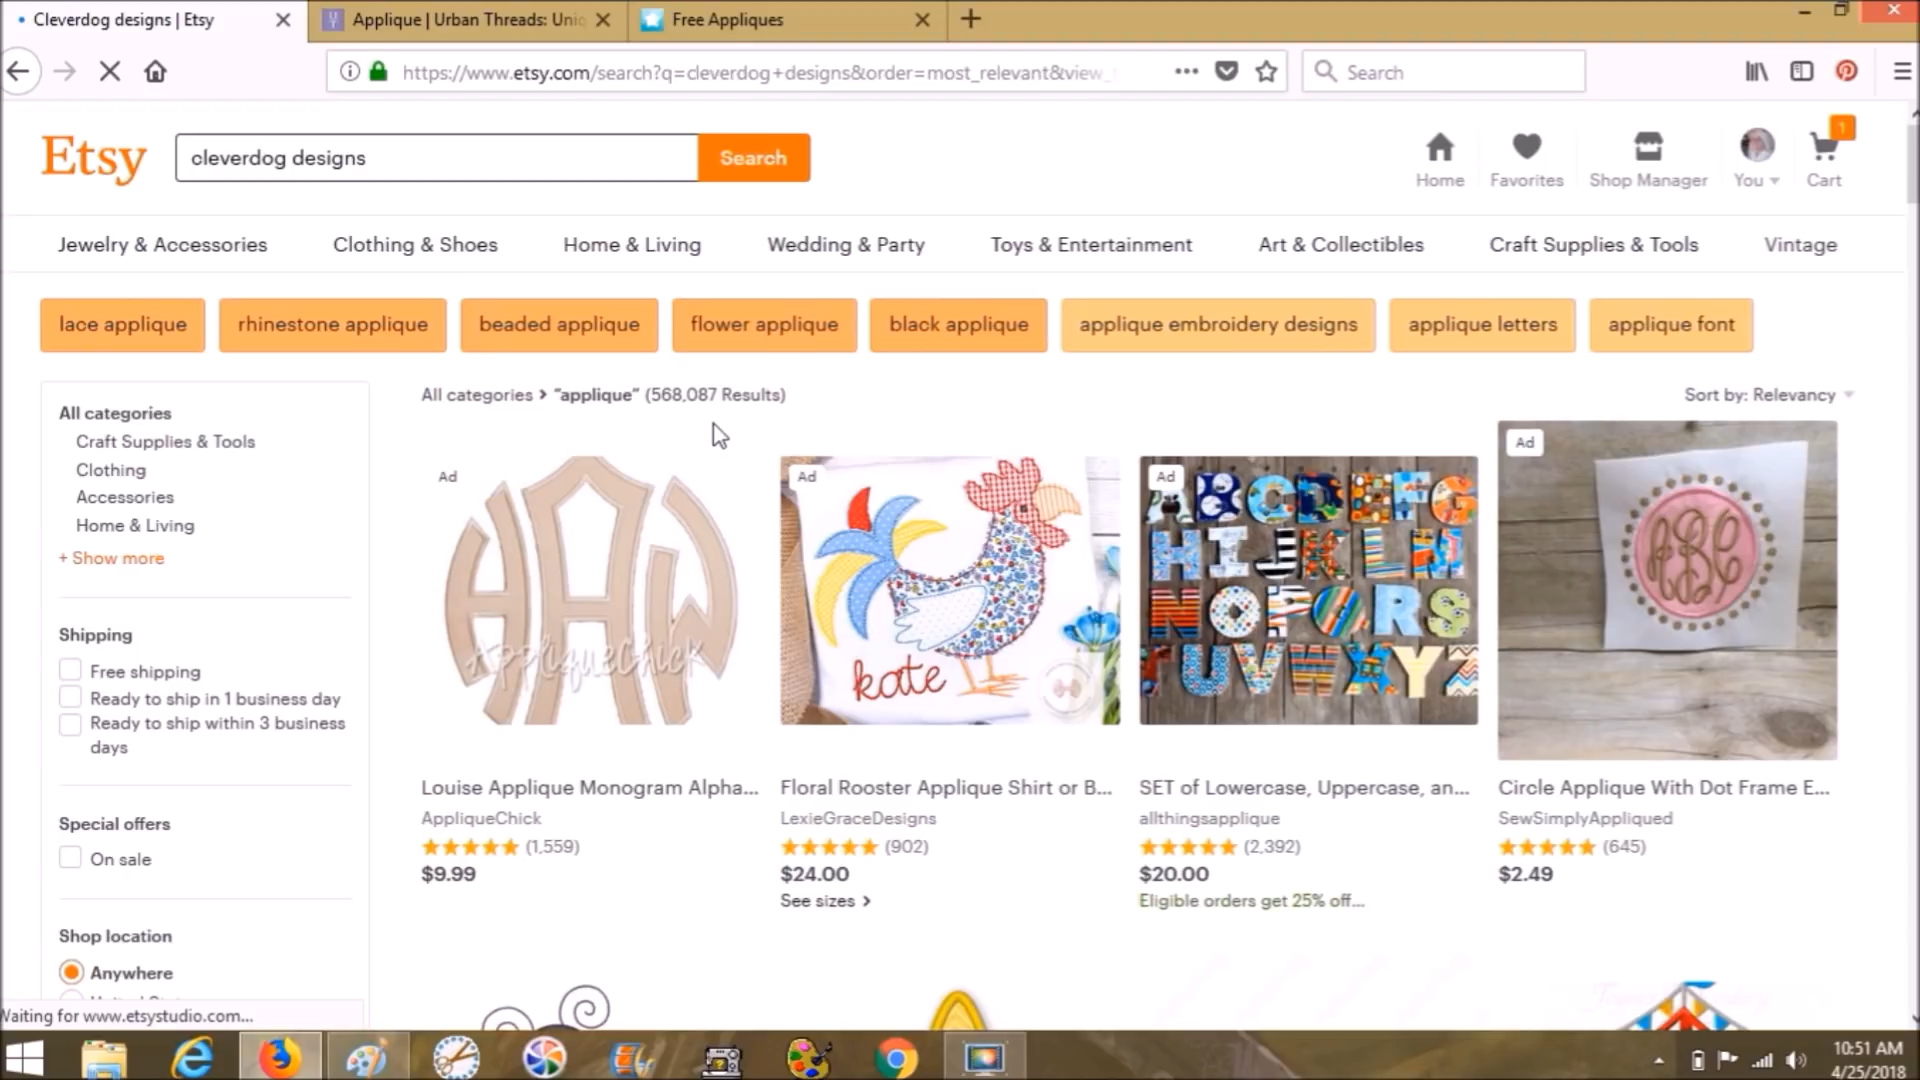 Cleverdog designs | Etsy
Applique | Urban Threads: Uni
Free Appliques
https://www.etsy.com/search?q=cleverdog+designs&order=most_relevant&view_
Search
Etsy
cleverdog designs
Search
1
Home
Favorites
Shop Manager
You
Cart
Jewelry & Accessories
Clothing & Shoes
Home & Living
Wedding & Party
Toys & Entertainment
Art & Collectibles
Craft Supplies & Tools
Vintage
lace applique
rhinestone applique
beaded applique
flower applique
black applique
applique embroidery designs
applique letters
applique font
All categories > "applique" (568,087 Results)
Sort by: Relevancy
All categories
Craft Supplies & Tools
Clothing
Accessories
Home & Living
+ Show more
Shipping
Free shipping
Ready to ship in 1 business day
Ready to ship within 3 business
days
Special offers
On sale
Shop location
Anywhere
Ad
HAW
AppliqueChick
Louise Applique Monogram Alpha...
AppliqueChick
(1,559)
$9.99
Ad
kate
Floral Rooster Applique Shirt or B...
LexieGraceDesigns
(902)
$24.00
See sizes >
Ad
A B C D E F G
H I J K L M
N O P Q R S
T U V W X Y Z
SET of Lowercase, Uppercase, an...
allthingsapplique
(2,392)
$20.00
Eligible orders get 25% off...
Ad
Circle Applique With Dot Frame E...
SewSimplyAppliqued
(645)
$2.49
Waiting for www.etsystudio.com...
10:51 AM
4/25/2018